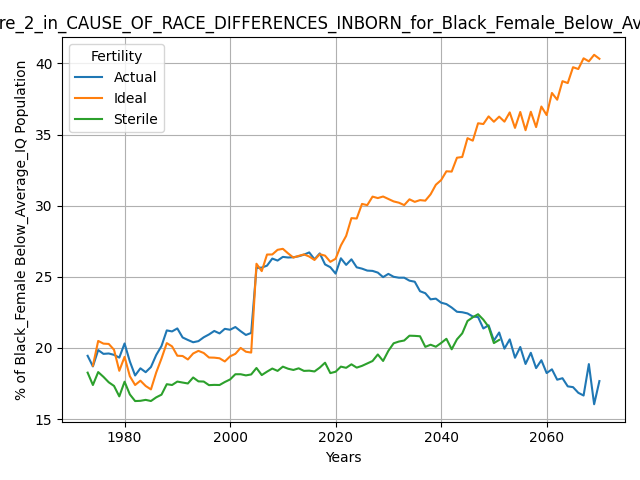 re_2_in_CAUSE_OF_RACE_DIFFERENCES_INBORN_for_Black_Female_Below_Av
Fertility
Actual
Ideal
Sterile
% of Black_Female Below_Average_IQ Population
40
35
30
25
20
15
1980
2000
2020
2040
2060
Years